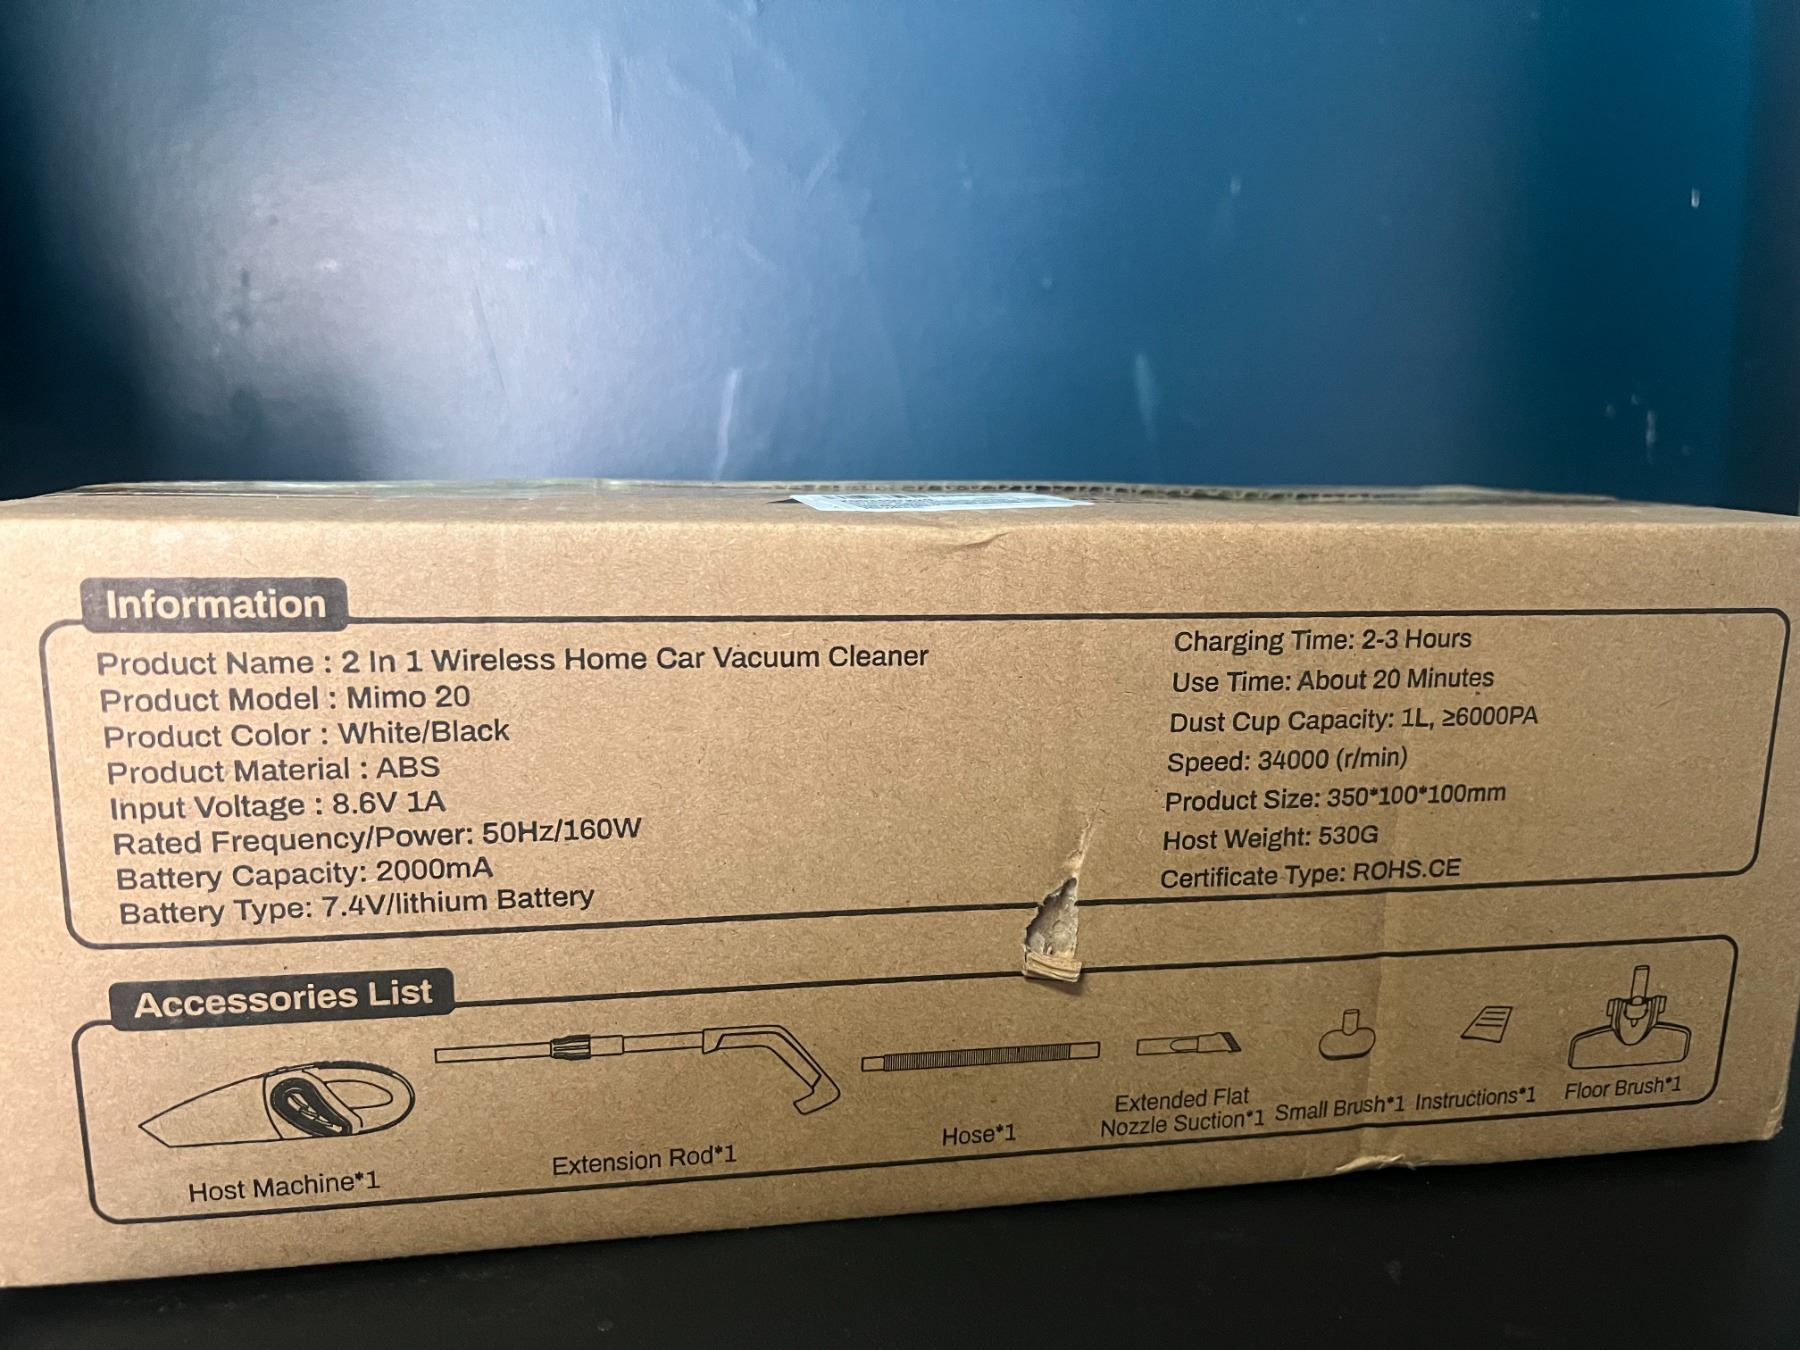 Information
Product Name : 2 In 1 Wireless Home Car Vacuum Cleaner
Product Model : Mimo 20
Product Color : White/Black
Product Material : ABS
Input Voltage : 8.6V 1A
Rated Frequency/Power: 50Hz/160W
Battery Capacity: 2000mA
Battery Type: 7.4V/lithium Battery
Charging Time: 2-3 Hours
Use Time: About 20 Minutes
Dust Cup Capacity: 1L, ≥6000PA
Speed: 34000 (r/min)
Product Size: 350*100*100mm
Host Weight: 530G
Certificate Type: ROHS.CE
Accessories List
Host Machine*1
Extension Rod*1
Hose*1
Extended Flat
Nozzle Suction*1
Small Brush*1
Instructions*1
Floor Brush*1